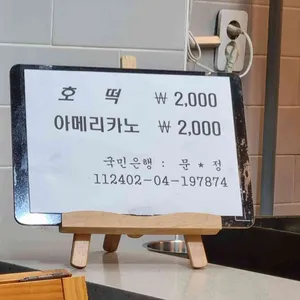 호 떡 ₩ 2,000
아메리카노 ₩ 2,000
국민은행 : 문 * 정
112402-04-197874